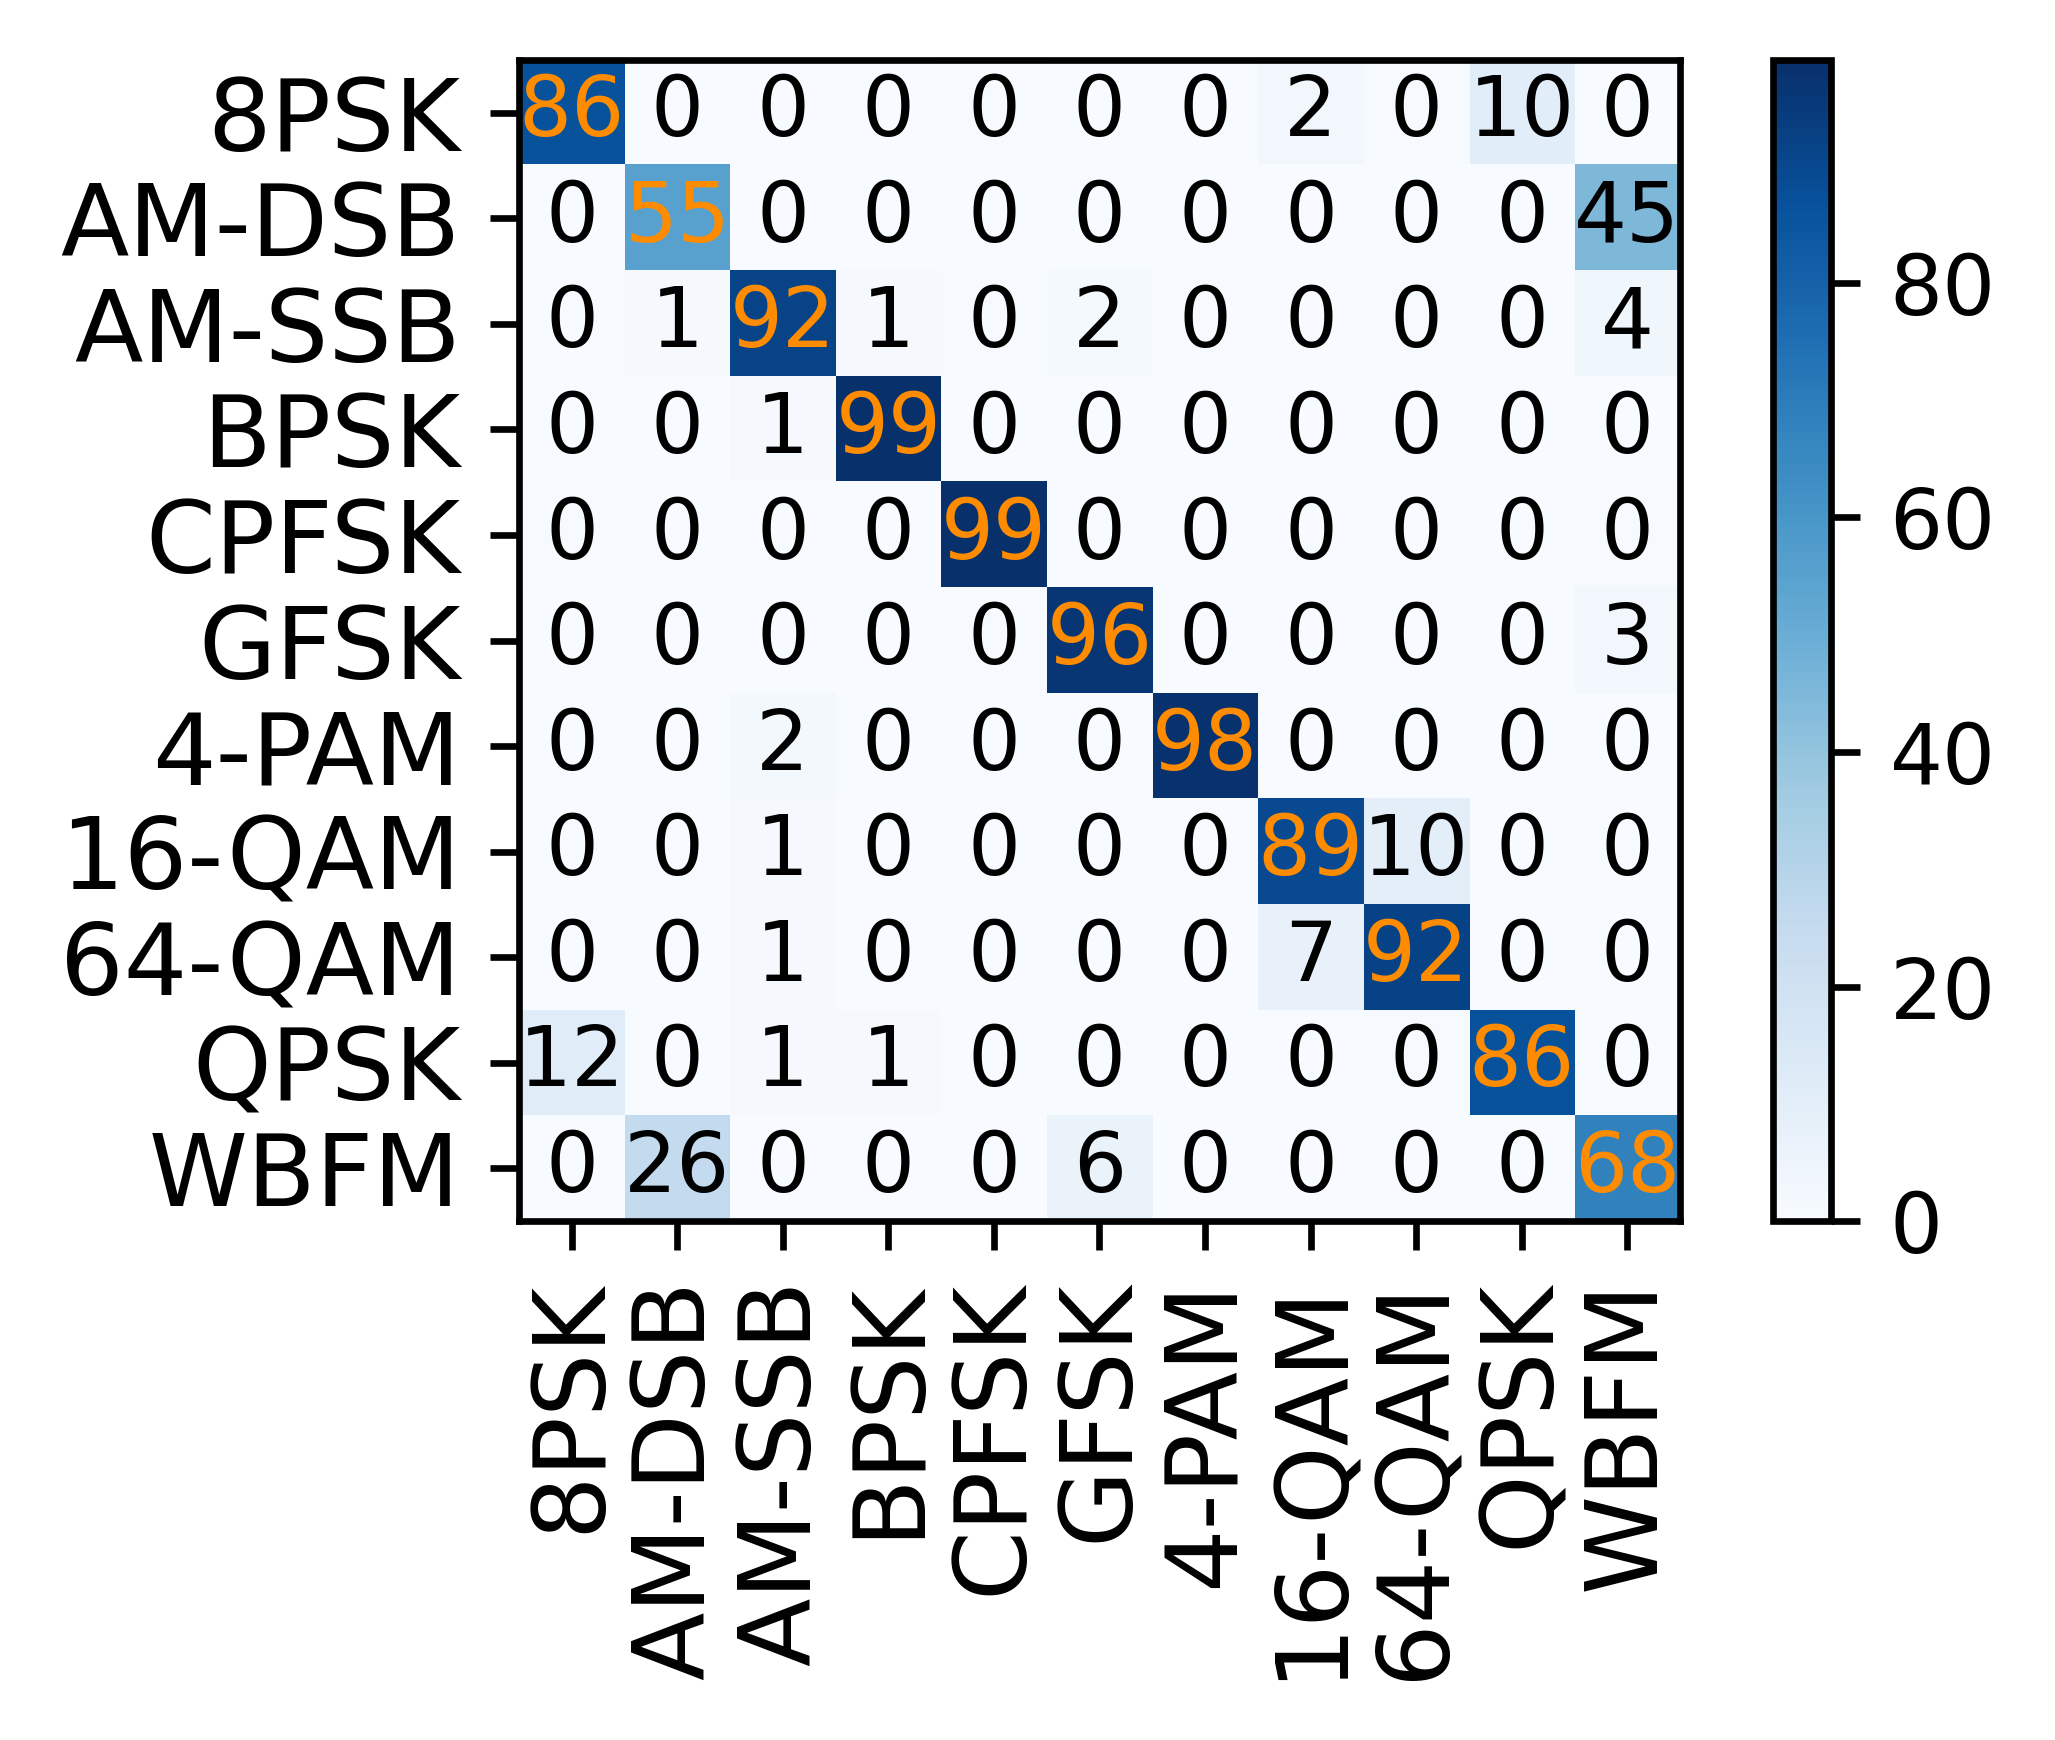 8PSK 86 0 0 0 0 0 0 2 0 10 0
AM-DSB 0 55 0 0 0 0 0 0 0 0 45
AM-SSB 0 1 92 1 0 2 0 0 0 0 4
BPSK 0 0 1 99 0 0 0 0 0 0 0
CPFSK 0 0 0 0 99 0 0 0 0 0 0
GFSK 0 0 0 0 0 96 0 0 0 0 3
4-PAM 0 0 2 0 0 0 98 0 0 0 0
16-QAM 0 0 1 0 0 0 0 89 10 0 0
64-QAM 0 0 1 0 0 0 0 7 92 0 0
QPSK 12 0 1 1 0 0 0 0 0 86 0
WBFM 0 26 0 0 0 6 0 0 0 0 68
8PSK
AM-DSB
AM-SSB
BPSK
CPFSK
GFSK
4-PAM
16-QAM
64-QAM
QPSK
WBFM
80
60
40
20
0